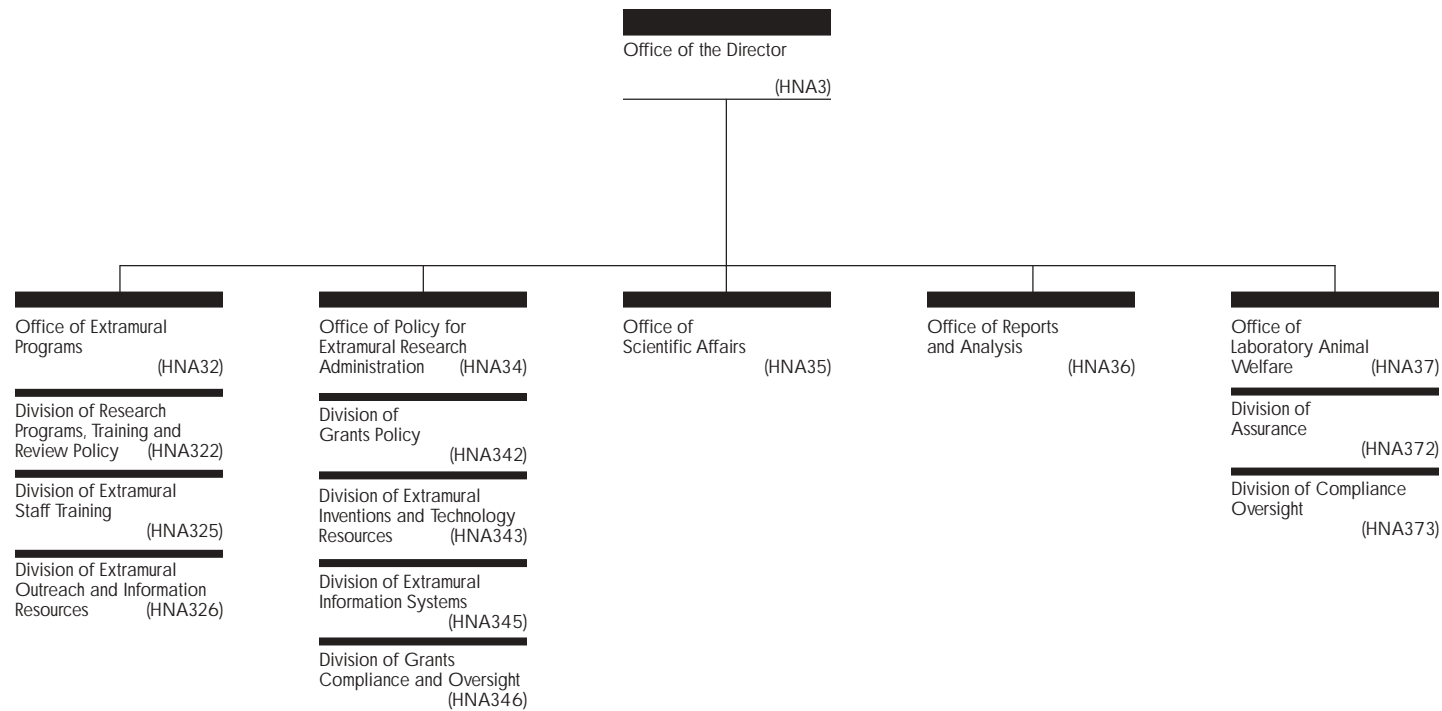 Office of the Director
(HNA3)
Office of Extramural
Programs
(HNA32)
Division of Research
Programs, Training and
Review Policy (HNA322)
Division of Extramural
Staff Training
(HNA325)
Division of Extramural
Outreach and Information
Resources (HNA326)
Office of Policy for
Extramural Research
Administration (HNA34)
Division of
Grants Policy
(HNA342)
Division of Extramural
Inventions and Technology
Resources (HNA343)
Division of Extramural
Information Systems
(HNA345)
Division of Grants
Compliance and Oversight
(HNA346)
Office of
Scientific Affairs
(HNA35)
Office of Reports
and Analysis
(HNA36)
Office of
Laboratory Animal
Welfare (HNA37)
Division of
Assurance
(HNA372)
Division of Compliance
Oversight
(HNA373)